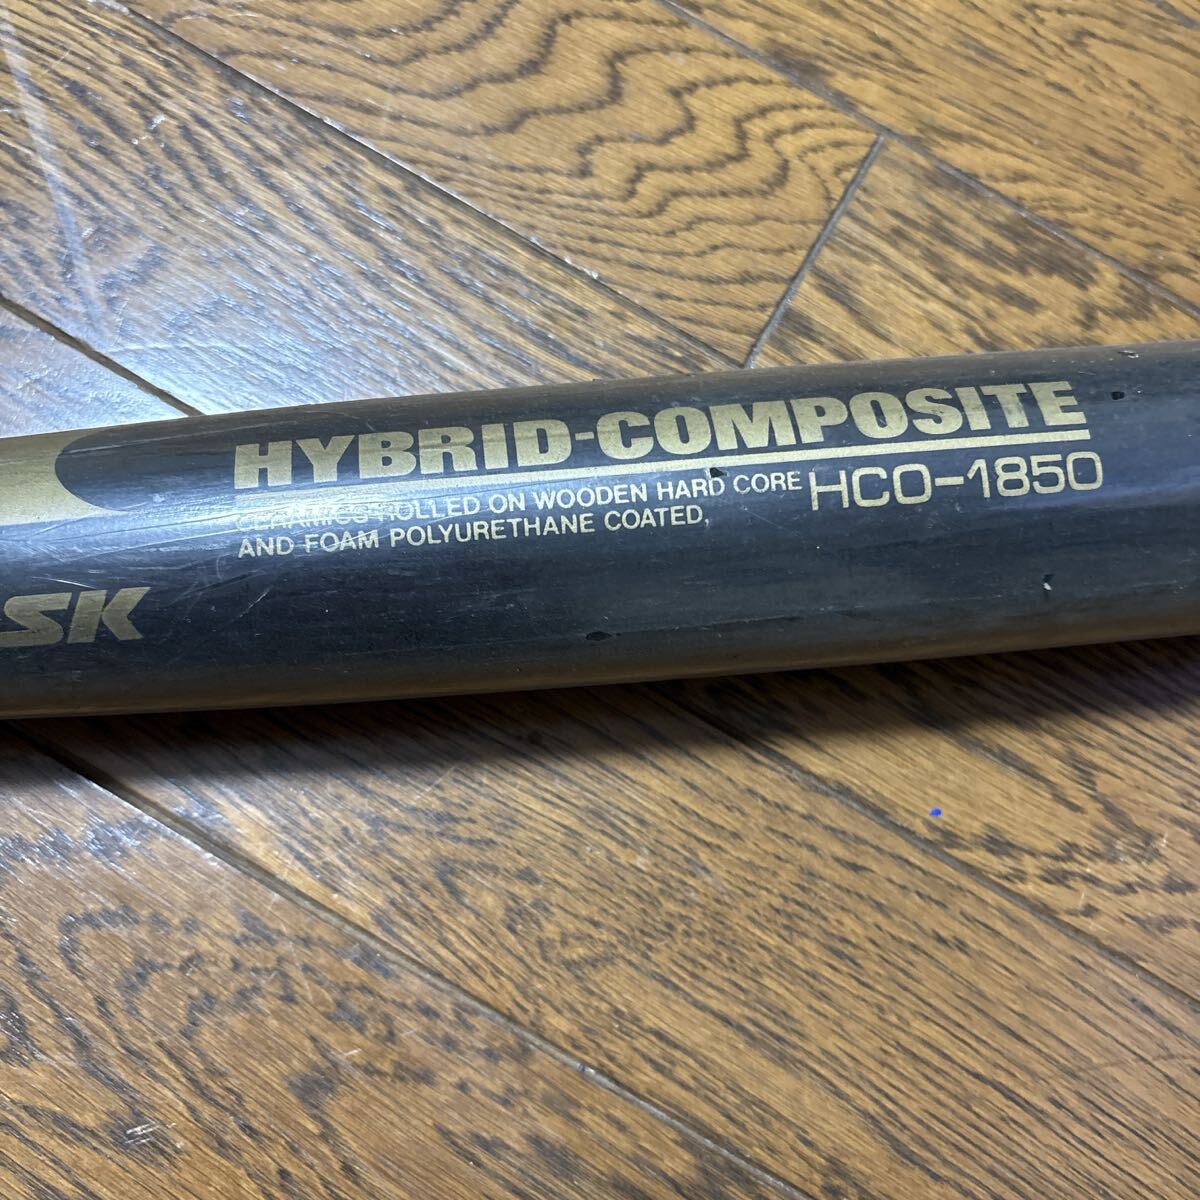 HYBRID-COMPOSITE
CERAMICS ROLLED ON WOODEN HARD CORE HCO-1850
AND FOAM POLYURETHANE COATED,
SK